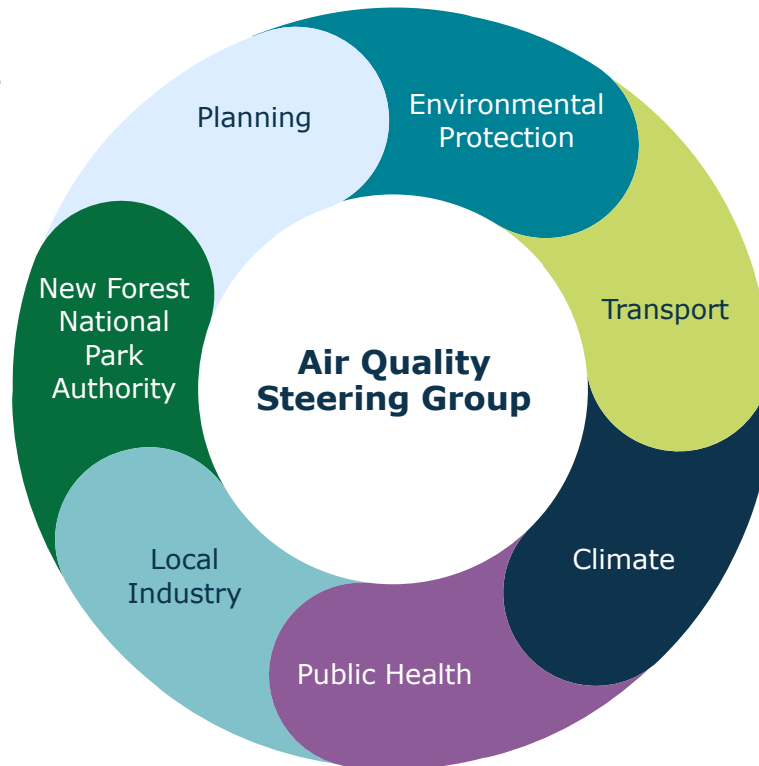 Planning
Environmental
Protection
Transport
Climate
Public Health
Local
Industry
New Forest
National
Park
Authority
Air Quality
Steering Group